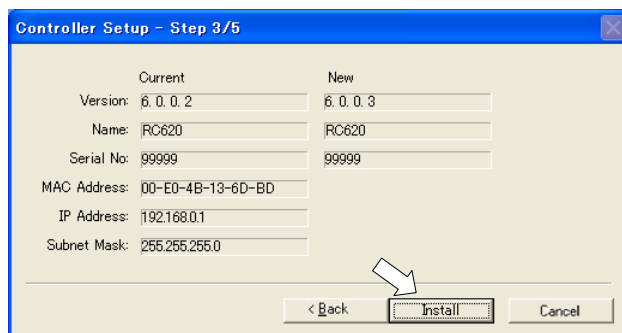 Controller Setup - Step 3/5
Current New
Version: 6. 0. 0. 2 6. 0. 0. 3
Name: RC620 RC620
Serial No: 99999 99999
MAC Address: 00-E0-4B-13-6D-BD
IP Address: 192.168.0.1
Subnet Mask: 255.255.255.0
< Back Install Cancel